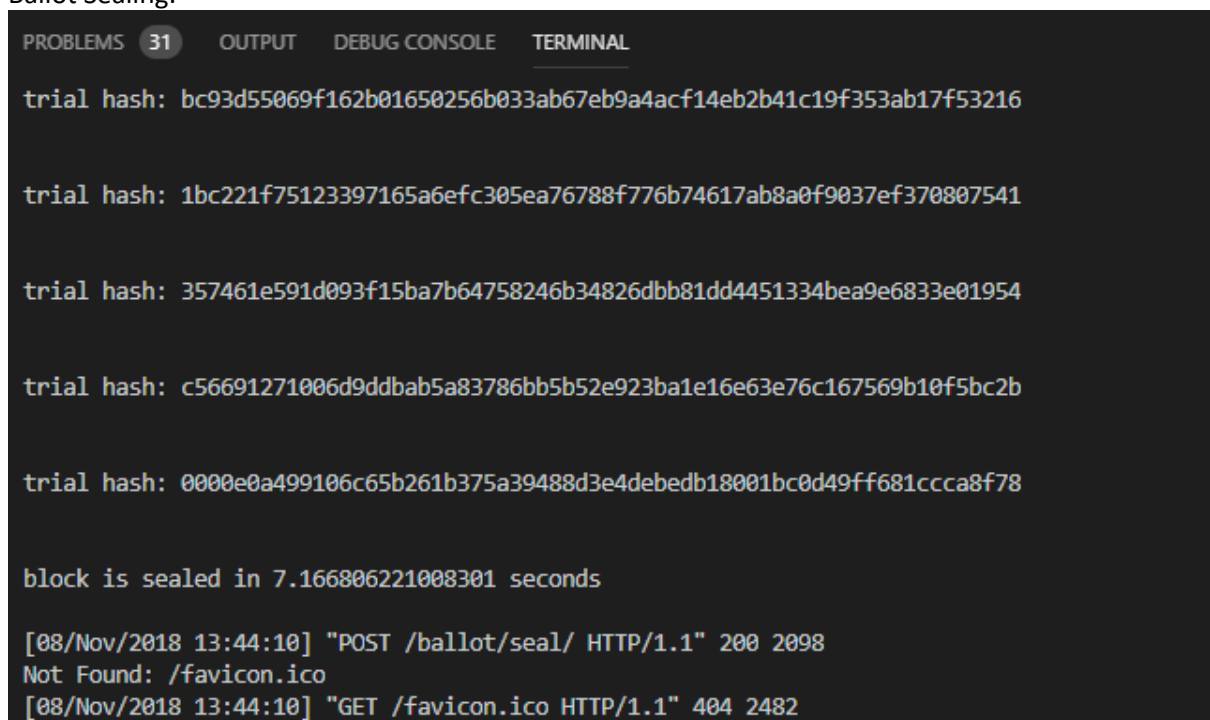 Ballot Sealing:
PROBLEMS 31 OUTPUT DEBUG CONSOLE TERMINAL
trial hash: bc93d55069f162b01650256b033ab67eb9a4acf14eb2b41c19f353ab17f53216
trial hash: 1bc221f75123397165a6efc305ea76788f776b74617ab8a0f9037ef370807541
trial hash: 357461e591d093f15ba7b64758246b34826dbb81dd4451334bea9e6833e01954
trial hash: c56691271006d9ddbab5a83786bb5b52e923ba1e16e63e76c167569b10f5bc2b
trial hash: 0000e0a499106c65b261b375a39488d3e4debedb18001bc0d49ff681ccca8f78
block is sealed in 7.166806221008301 seconds
[08/Nov/2018 13:44:10] "POST /ballot/seal/ HTTP/1.1" 200 2098
Not Found: /favicon.ico
[08/Nov/2018 13:44:10] "GET /favicon.ico HTTP/1.1" 404 2482